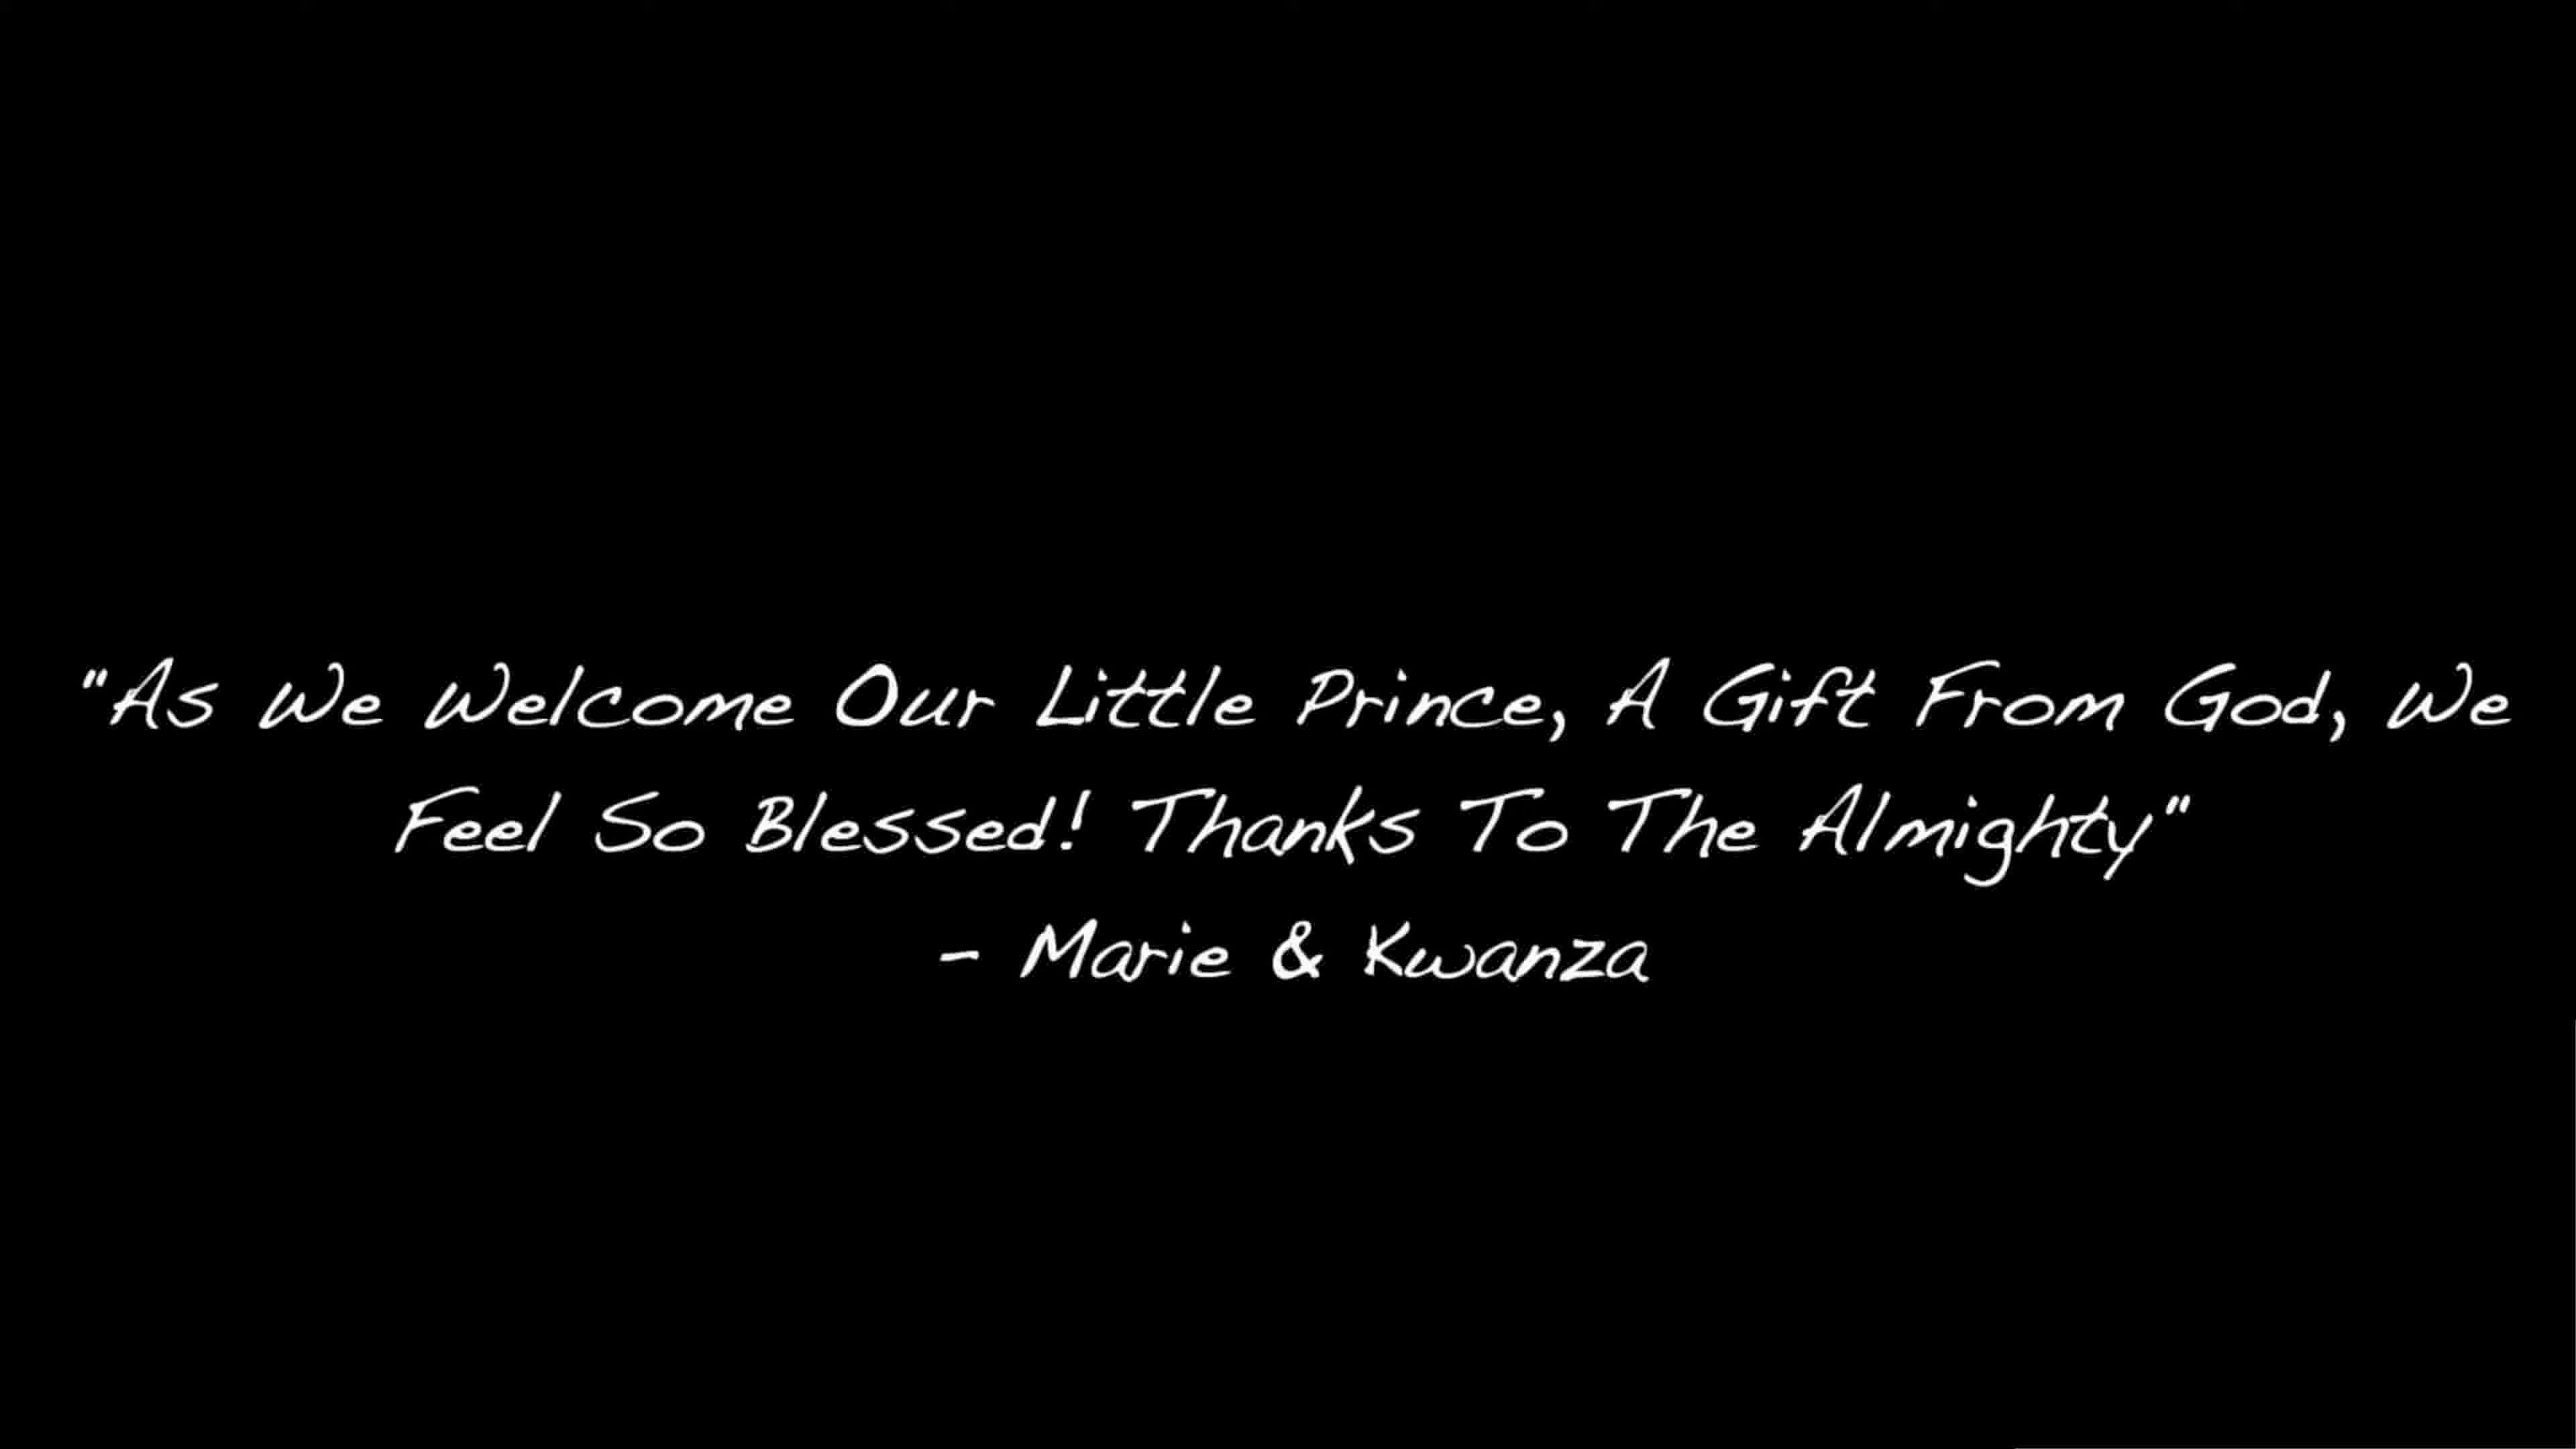 "As We Welcome Our Little Prince, A Gift From God, We
Feel So Blessed! Thanks To The Almighty"
- Marie & Kwanza